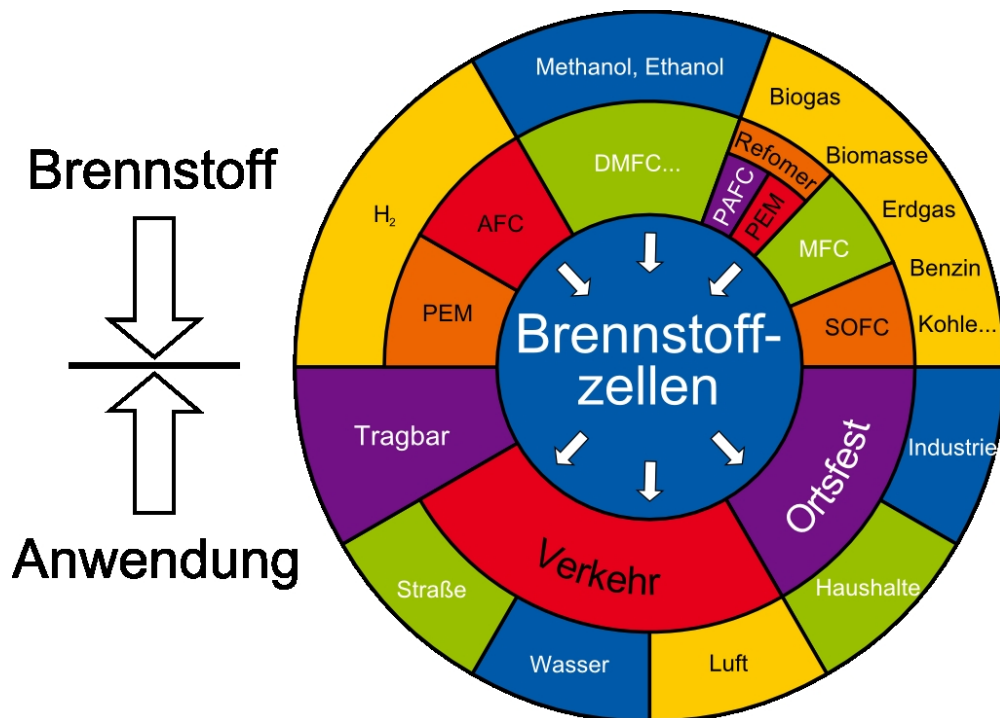 Brennstoff
Anwendung
Methanol, Ethanol
H₂
Biogas
Biomasse
Erdgas
Benzin
Kohle...
DMFC...
Refomer
PAFC
PEM
AFC
PEM
MFC
SOFC
Brennstoff-
zellen
Tragbar
Verkehr
Ortsfest
Industrie
Haushalte
Straße
Wasser
Luft